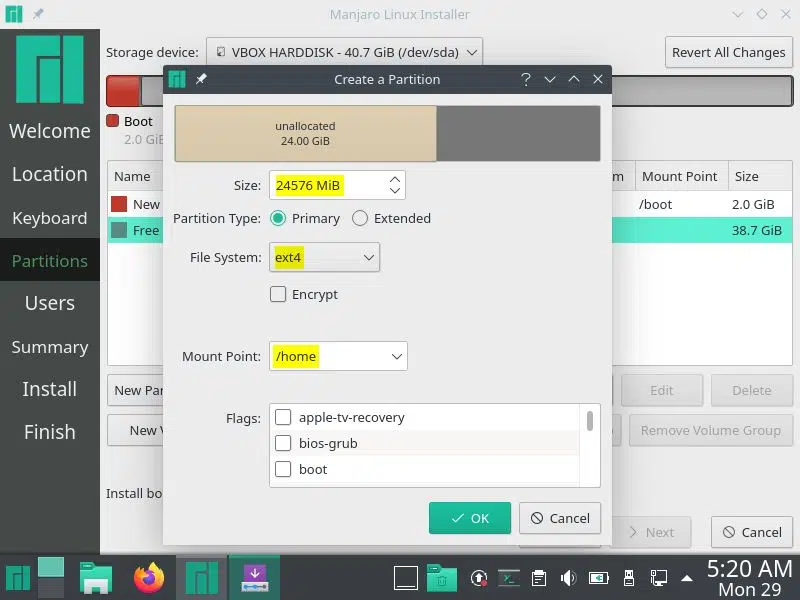 Manjaro Linux Installer
Storage device: VBOX HARDDISK - 40.7 GiB (/dev/sda) Revert All Changes
Create a Partition
Welcome
Location
Keyboard
Partitions
Users
Summary
Install
Finish
Boot
2.0 GiB
unallocated
24.00 GiB
Name Mount Point Size
New /boot 2.0 GiB
Free 38.7 GiB
Size: 24576 MiB
Partition Type: Primary Extended
File System: ext4
Encrypt
Mount Point: /home
Flags: apple-tv-recovery
bios-grub
boot
New Par Edit Delete
New V Remove Volume Group
Install bo
OK Cancel
Next Cancel
5:20 AM
Mon 29